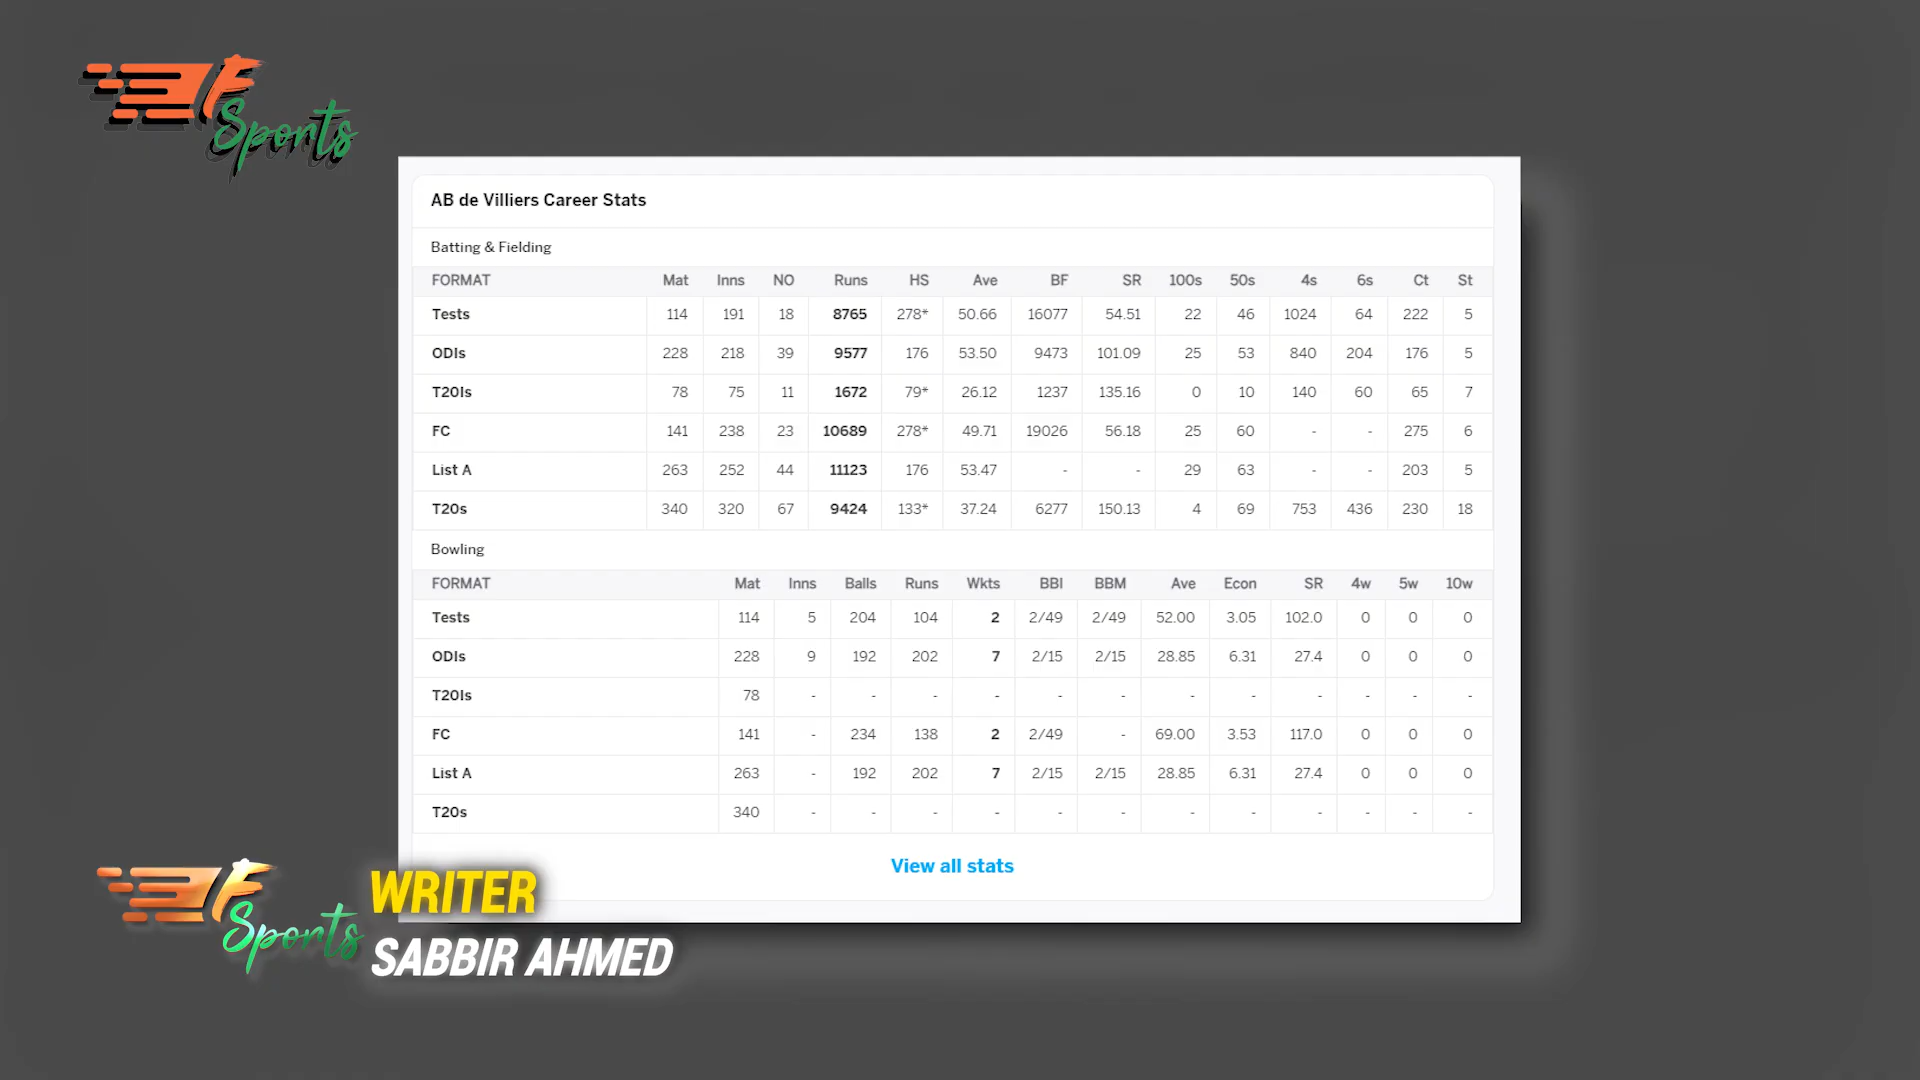 F
Sports
AB de Villiers Career Stats
Batting & Fielding
FORMAT Mat Inns NO Runs HS Ave BF SR 100s 50s 4s 6s Ct St
Tests 114 191 18 8765 278* 50.66 16077 54.51 22 46 1024 64 222 5
ODIs 228 218 39 9577 176 53.50 9473 101.09 25 53 840 204 176 5
T20Is 78 75 11 1672 79* 26.12 1237 135.16 0 10 140 60 65 7
FC 141 238 23 10689 278* 49.71 19026 56.18 25 60 - - 275 6
List A 263 252 44 11123 176 53.47 - - 29 63 - - 203 5
T20s 340 320 67 9424 133* 37.24 6277 150.13 4 69 753 436 230 18
Bowling
FORMAT Mat Inns Balls Runs Wkts BBI BBM Ave Econ SR 4w 5w 10w
Tests 114 5 204 104 2 2/49 2/49 52.00 3.05 102.0 0 0 0
ODIs 228 9 192 202 7 2/15 2/15 28.85 6.31 27.4 0 0 0
T20Is 78 - - - - - - - - - - - -
FC 141 - 234 138 2 2/49 - 69.00 3.53 117.0 0 0 0
List A 263 - 192 202 7 2/15 2/15 28.85 6.31 27.4 0 0 0
T20s 340 - - - - - - - - - - - -
View all stats
F
Sports
WRITER
SABBIR AHMED